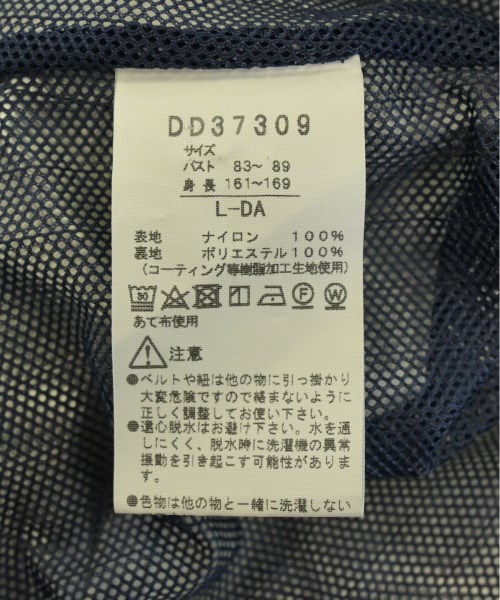 DD37309
サイズ
バスト 83～ 89
身長 161～169
L-DA
表地 ナイロン 100%
裏地 ポリエステル 100%
(コーティング等樹脂加工生地使用)
30 F W
あて布使用
注意
●ベルトや紐は他の物に引っ掛かり
大変危険ですので絡まないように
正しく調整してお使い下さい。
●遠心脱水はお避け下さい。水を通
しにくく、脱水時に洗濯機の異常
振動を引き起こす可能性がありま
す。
●色物は他の物と一緒に洗濯しない